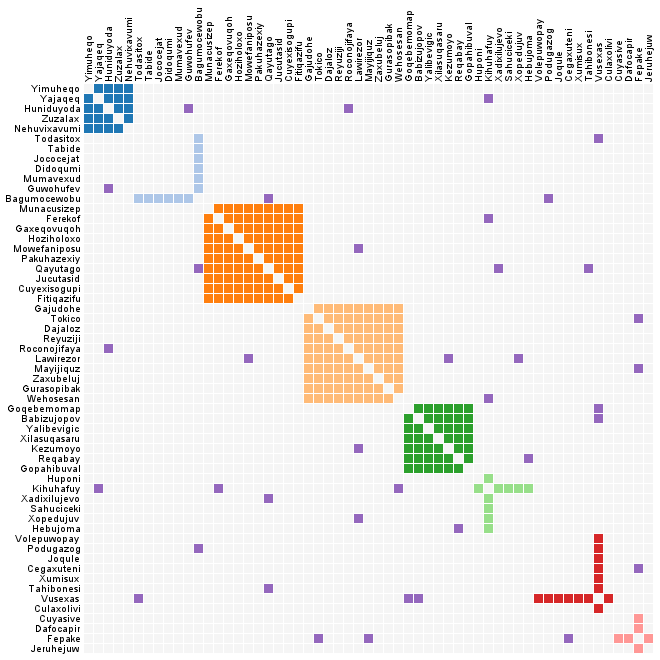 Yimuheqo
Yajaqeq
Huniduyoda
Zuzalax
Nehuvixavumi
Todasitox
Tabide
Jococejat
Didoqumi
Mumavexud
Guwohufev
Bagumocewobu
Munacusizep
Ferekof
Gaxeqovuqoh
Hoziholoxo
Mowefaniposu
Pakuhazexiy
Qayutago
Jucutasid
Cuyexisogupi
Fitiqazifu
Gajudohe
Tokico
Dajaloz
Reyuziji
Roconojifaya
Lawirezor
Mayijiquz
Zaxubeluj
Gurasopibak
Wehosesan
Goqebemomap
Babizujopov
Yalibevigic
Xilasuqasaru
Kezumoyo
Reqabay
Gopahibuval
Huponi
Kihuhafuy
Xadixilujevo
Sahuciceki
Xopedujuv
Hebujoma
Volepuwopay
Podugazog
Joqule
Cegaxuteni
Xumisux
Tahibonesi
Vusexas
Culaxolivi
Cuyasive
Dafocapir
Fepake
Jeruhejuw
Yimuheqo
Yajaqeq
Huniduyoda
Zuzalax
Nehuvixavumi
Todasitox
Tabide
Jococejat
Didoqumi
Mumavexud
Guwohufev
Bagumocewobu
Munacusizep
Ferekof
Gaxeqovuqoh
Hoziholoxo
Mowefaniposu
Pakuhazexiy
Qayutago
Jucutasid
Cuyexisogupi
Fitiqazifu
Gajudohe
Tokico
Dajaloz
Reyuziji
Roconojifaya
Lawirezor
Mayijiquz
Zaxubeluj
Gurasopibak
Wehosesan
Goqebemomap
Babizujopov
Yalibevigic
Xilasuqasaru
Kezumoyo
Reqabay
Gopahibuval
Huponi
Kihuhafuy
Xadixilujevo
Sahuciceki
Xopedujuv
Hebujoma
Volepuwopay
Podugazog
Joqule
Cegaxuteni
Xumisux
Tahibonesi
Vusexas
Culaxolivi
Cuyasive
Dafocapir
Fepake
Jeruhejuw